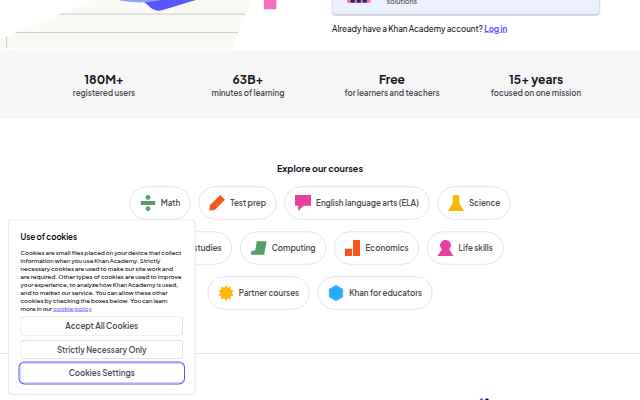 solutions
Already have a Khan Academy account? Log in
180M+
registered users
63B+
minutes of learning
Free
for learners and teachers
15+ years
focused on one mission
Explore our courses
Math
Test prep
English language arts (ELA)
Science
studies
Computing
Economics
Life skills
Partner courses
Khan for educators
Use of cookies
Cookies are small files placed on your device that collect
information when you use Khan Academy. Strictly
necessary cookies are used to make our site work and
are required. Other types of cookies are used to improve
your experience, to analyze how Khan Academy is used,
and to market our service. You can allow these other
cookies by checking the boxes below. You can learn
more in our cookie policy
Accept All Cookies
Strictly Necessary Only
Cookies Settings